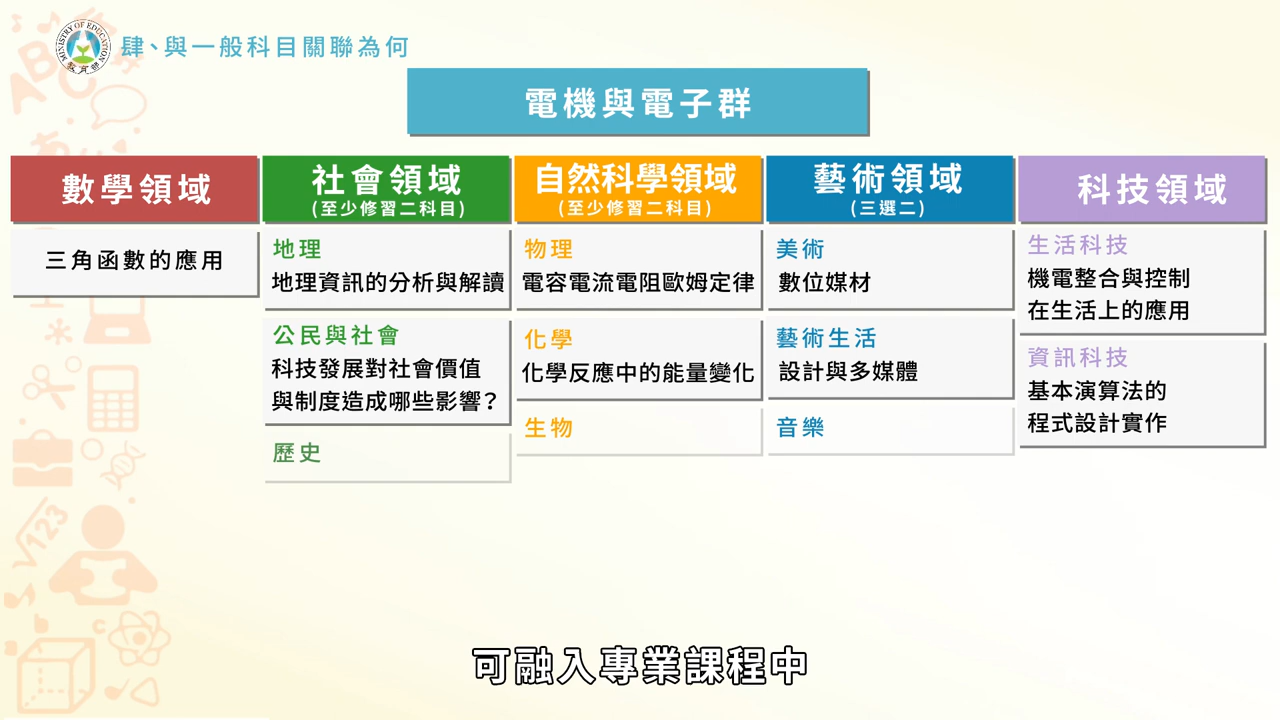 MINISTRY OF EDUCATION
教育部
肆、與一般科目關聯為何
電機與電子群
數學領域
三角函數的應用
社會領域
(至少修習二科目)
地理
地理資訊的分析與解讀
公民與社會
科技發展對社會價值
與制度造成哪些影響?
歷史
自然科學領域
(至少修習二科目)
物理
電容電流電阻歐姆定律
化學
化學反應中的能量變化
生物
藝術領域
(三選二)
美術
數位媒材
藝術生活
設計與多媒體
音樂
科技領域
生活科技
機電整合與控制
在生活上的應用
資訊科技
基本演算法的
程式設計實作
ABC
あ
√123
c
b
可融入專業課程中